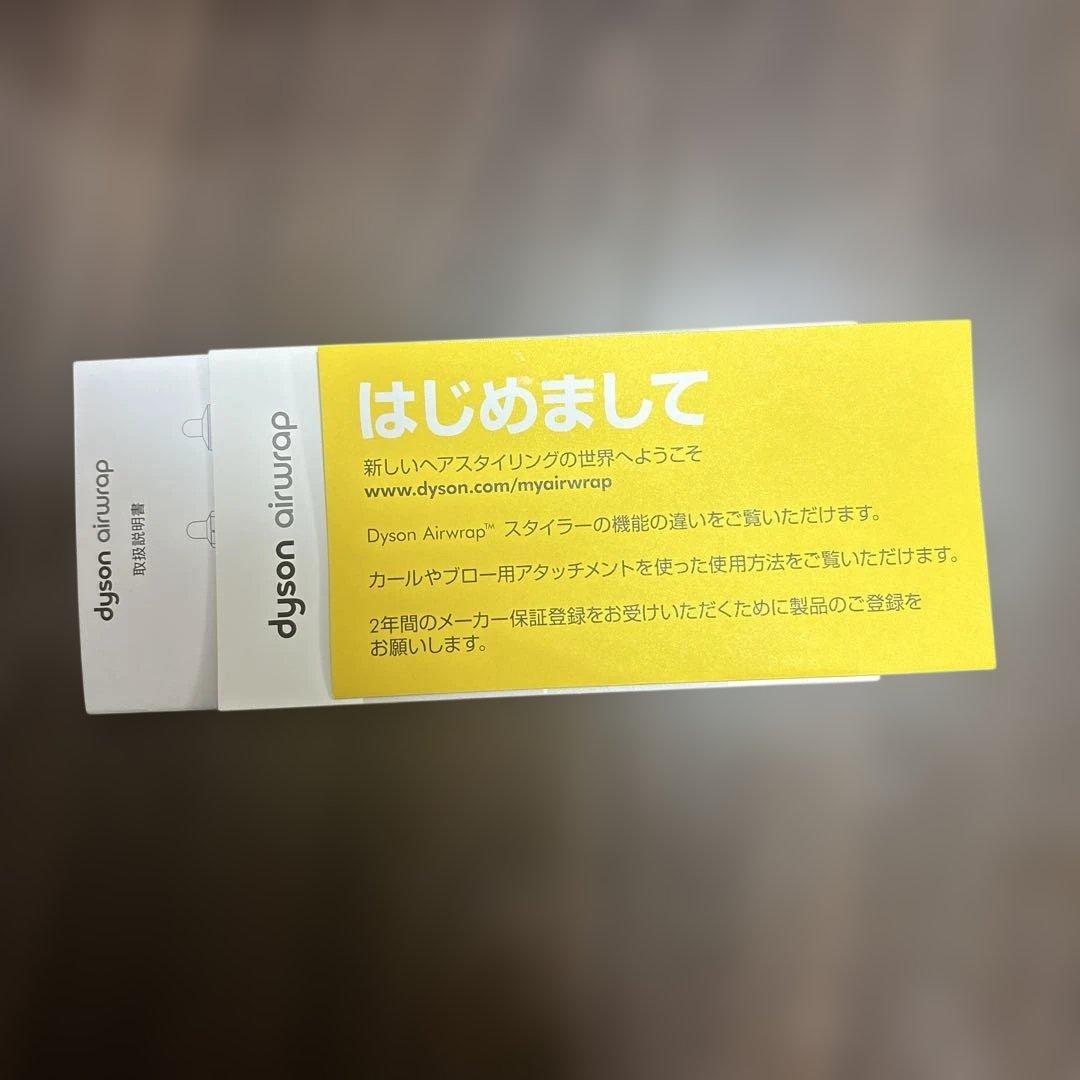 dyson airwrap
取扱説明書
dyson airwrap
はじめまして
新しいヘアスタイリングの世界へようこそ
www.dyson.com/myairwrap
Dyson Airwrap™ スタイラーの機能の違いをご覧いただけます。
カールやブロー用アタッチメントを使った使用方法をご覧いただけます。
2年間のメーカー保証登録をお受けいただくために製品のご登録を
お願いします。